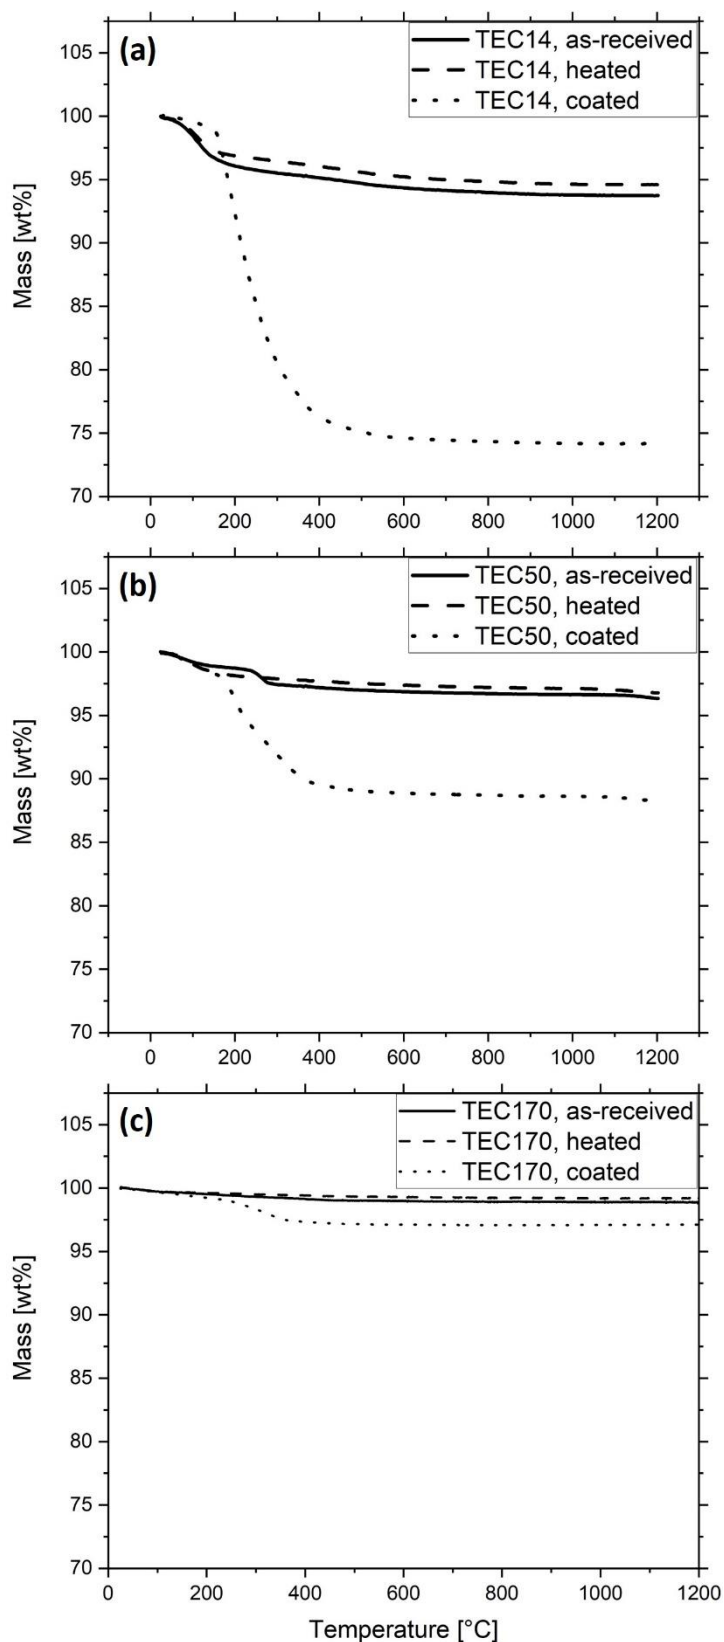 (a)
TEC14, as-received
TEC14, heated
TEC14, coated
Mass [wt%]
105
100
95
90
85
80
75
70
0 200 400 600 800 1000 1200
(b)
TEC50, as-received
TEC50, heated
TEC50, coated
Mass [wt%]
105
100
95
90
85
80
75
70
0 200 400 600 800 1000 1200
(c)
TEC170, as-received
TEC170, heated
TEC170, coated
Mass [wt%]
105
100
95
90
85
80
75
70
0 200 400 600 800 1000 1200
Temperature [°C]